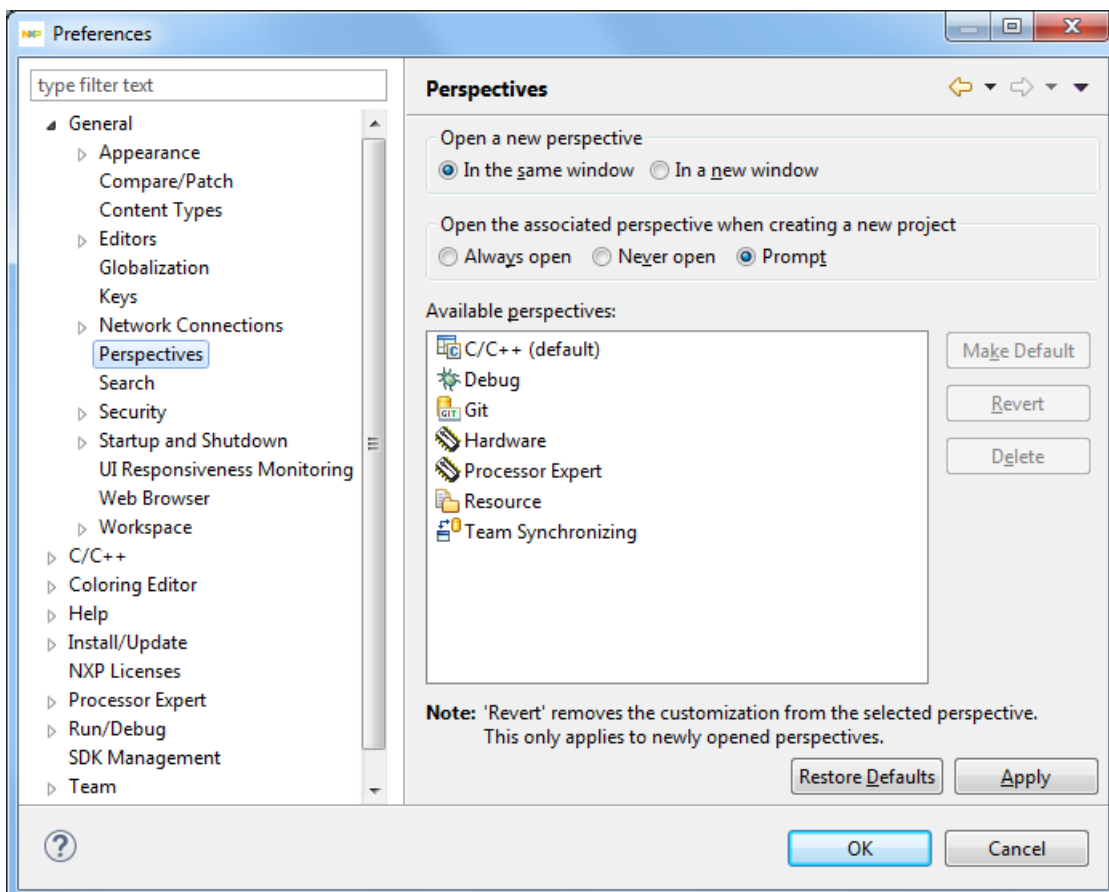 NXP Preferences
type filter text
General
Appearance
Compare/Patch
Content Types
Editors
Globalization
Keys
Network Connections
Perspectives
Search
Security
Startup and Shutdown
UI Responsiveness Monitoring
Web Browser
Workspace
C/C++
Coloring Editor
Help
Install/Update
NXP Licenses
Processor Expert
Run/Debug
SDK Management
Team
Perspectives
Open a new perspective
In the same window In a new window
Open the associated perspective when creating a new project
Always open Never open Prompt
Available perspectives:
C/C++ (default)
Debug
GIT Git
Hardware
Processor Expert
Resource
Team Synchronizing
Make Default
Revert
Delete
Note: 'Revert' removes the customization from the selected perspective.
This only applies to newly opened perspectives.
Restore Defaults Apply
? OK Cancel